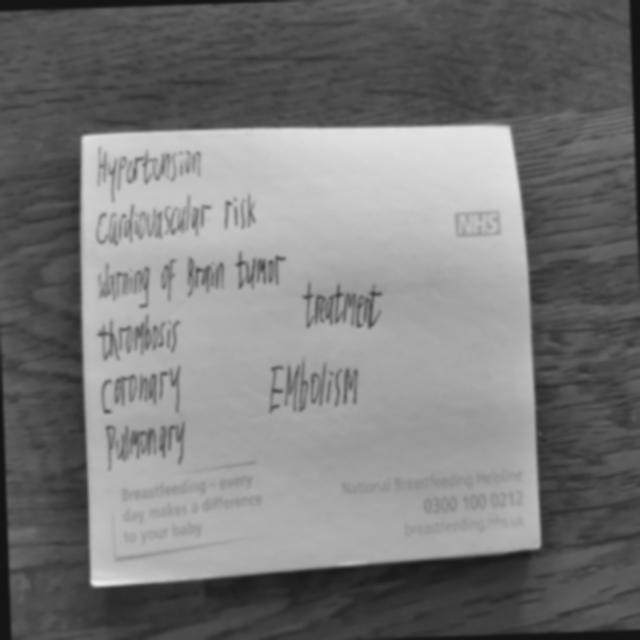 Hypertension
Cardiovascular risk
NHS
Warning of Brain tumor
treatment
thrombosis
Coronary
EMbolisM
Pulmonary
Breastfeeding - every
day makes a difference
to your baby
National Breastfeeding Helpline
0300 100 0212
breastfeeding.nhs.uk